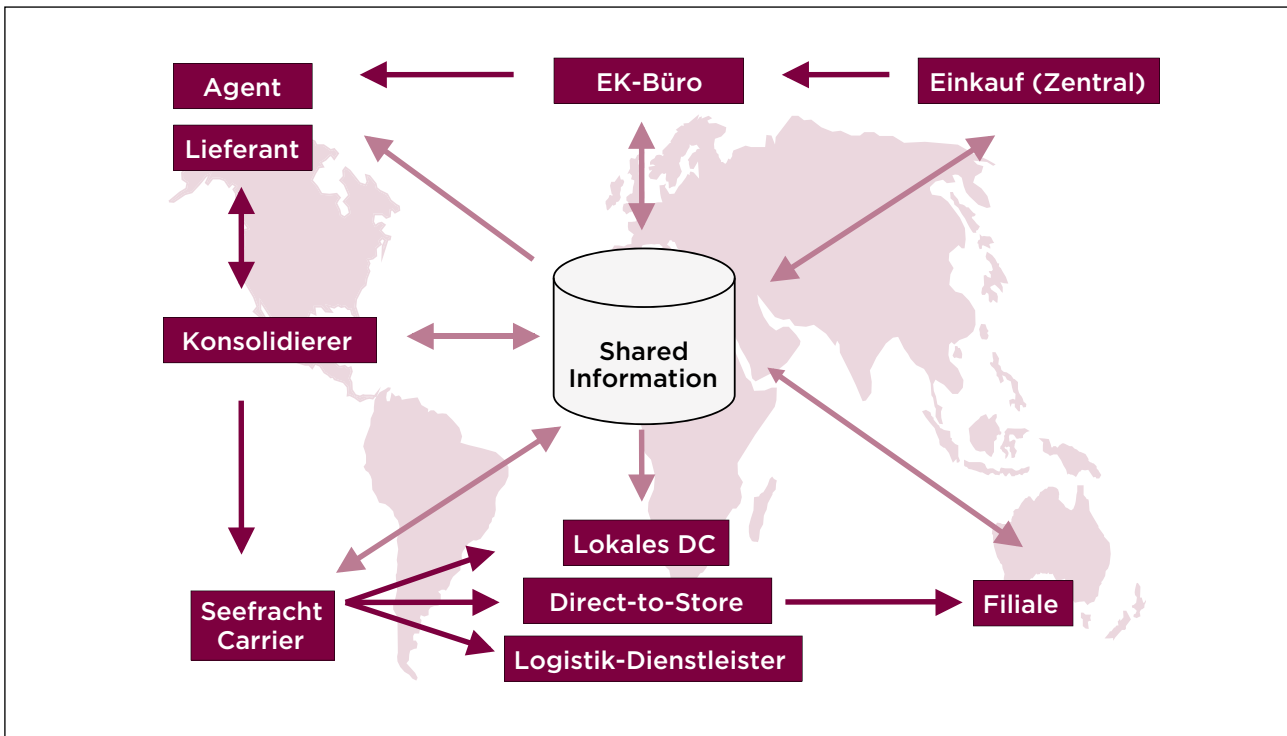 Agent
EK-Büro
Einkauf (Zentral)
Lieferant
Konsolidierer
Shared
Information
Lokales DC
Seefracht
Carrier
Direct-to-Store
Filiale
Logistik-Dienstleister